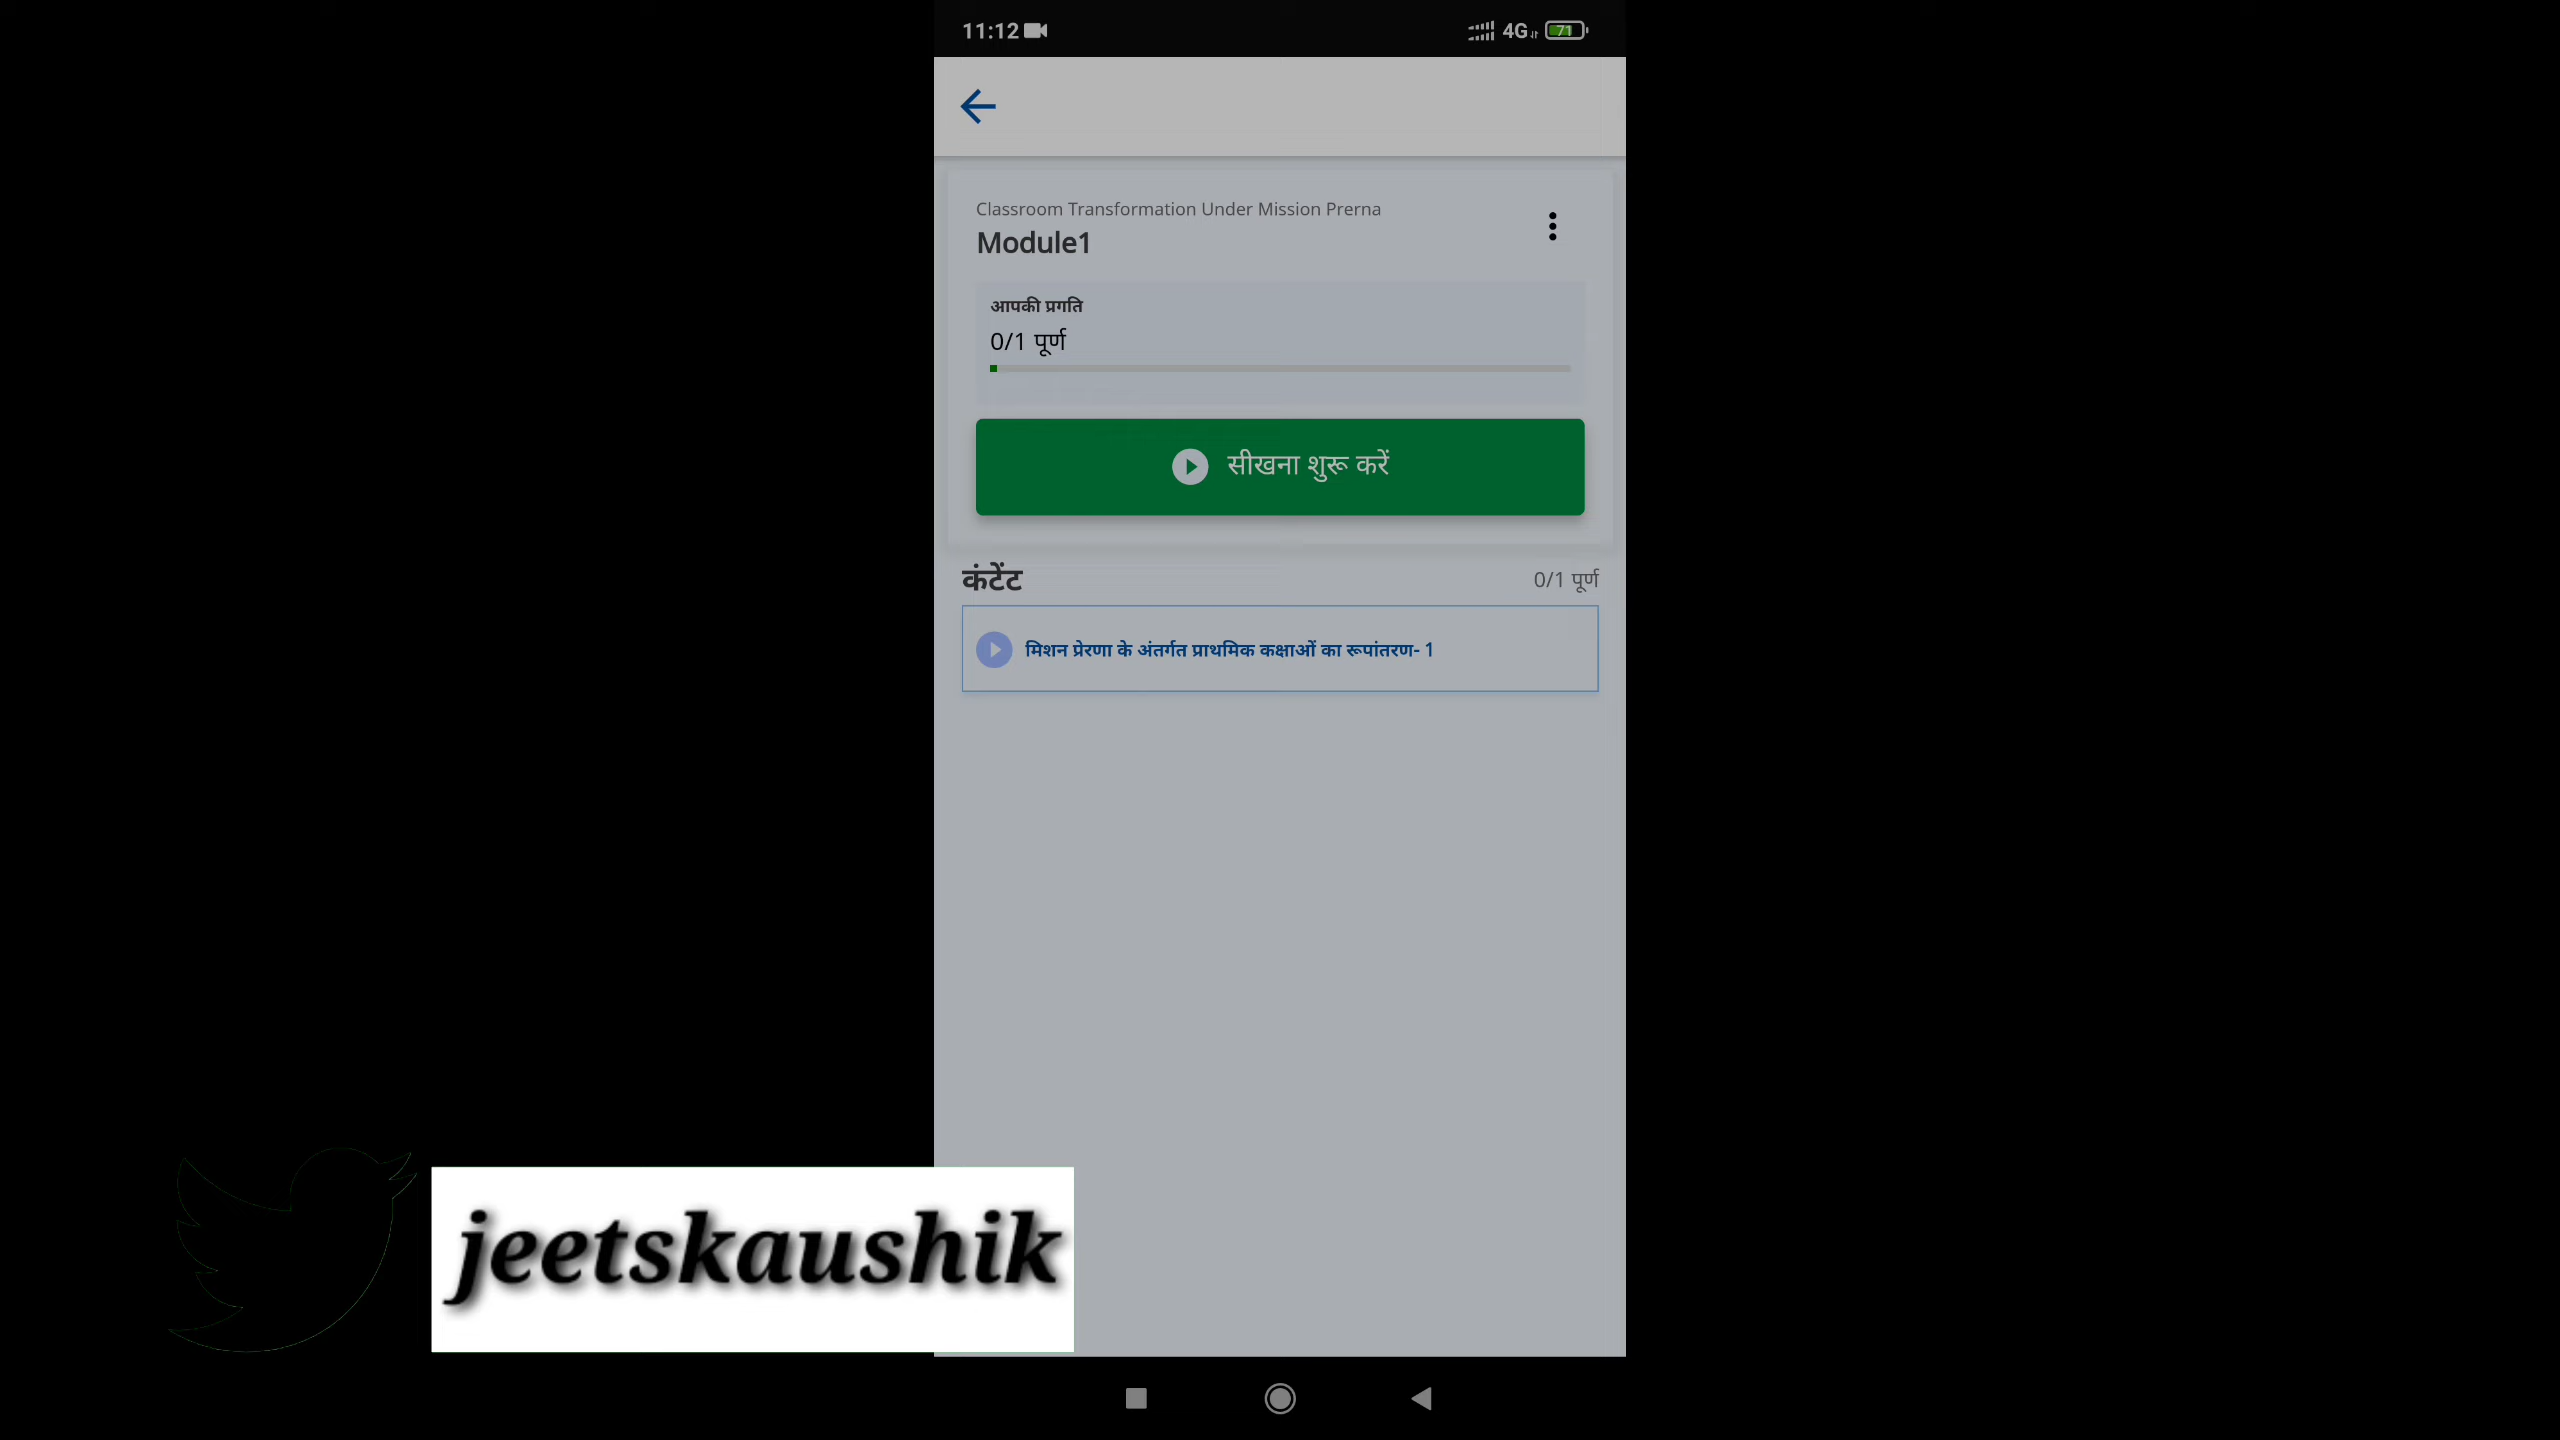 11:12 4G 71
Classroom Transformation Under Mission Prerna
Module1
आपकी प्रगति
0/1 पूर्ण
सीखना शुरू करें
कंटेंट 0/1 पूर्ण
मिशन प्रेरणा के अंतर्गत प्राथमिक कक्षाओं का रूपांतरण- 1
jeetskaushik